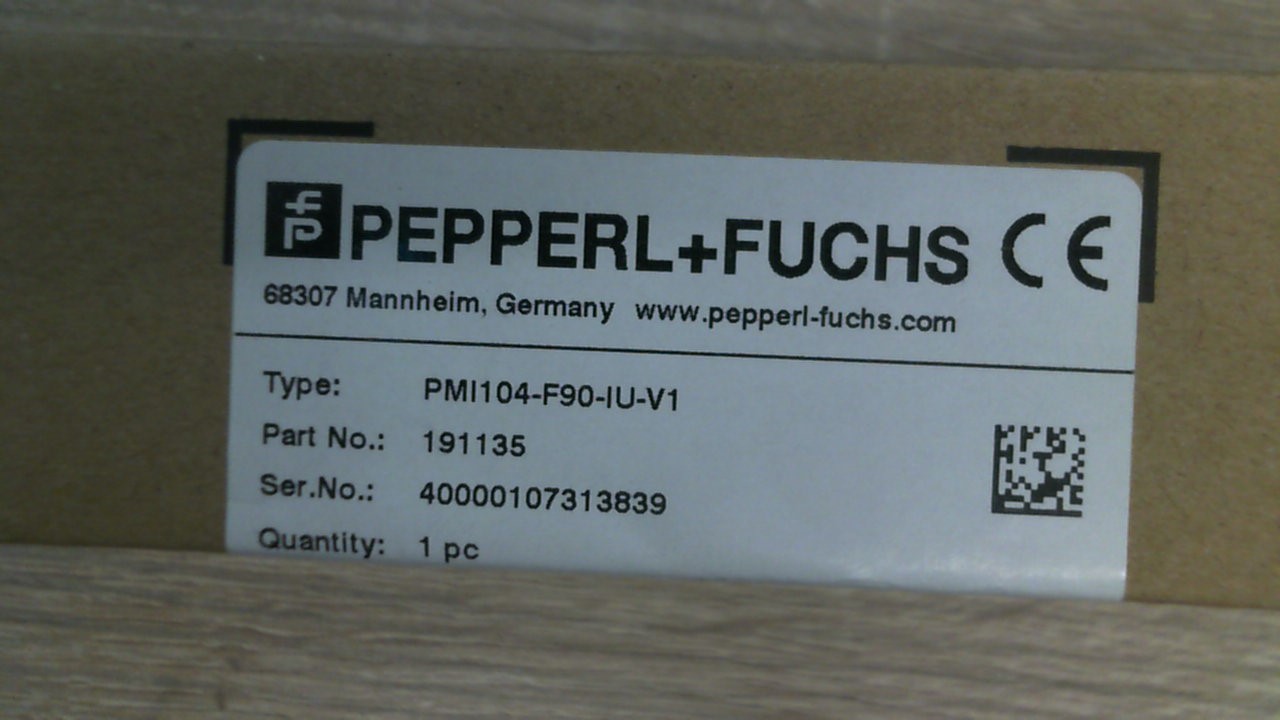 PEPPERL+FUCHS CE
68307 Mannheim, Germany www.pepperl-fuchs.com
Type: PMI104-F90-IU-V1
Part No.: 191135
Ser.No.: 40000107313839
Quantity: 1 pc